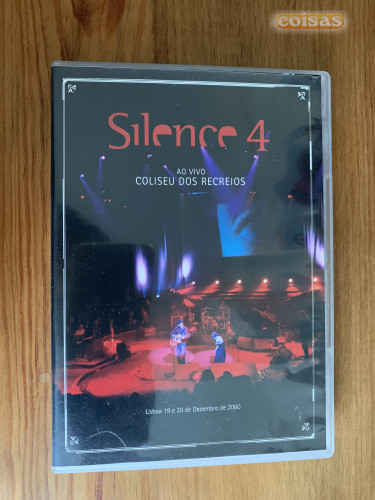 coisas
Silence 4
AO VIVO
COLISEU DOS RECREIOS
Lisboa 19 e 20 de Dezembro de 2000